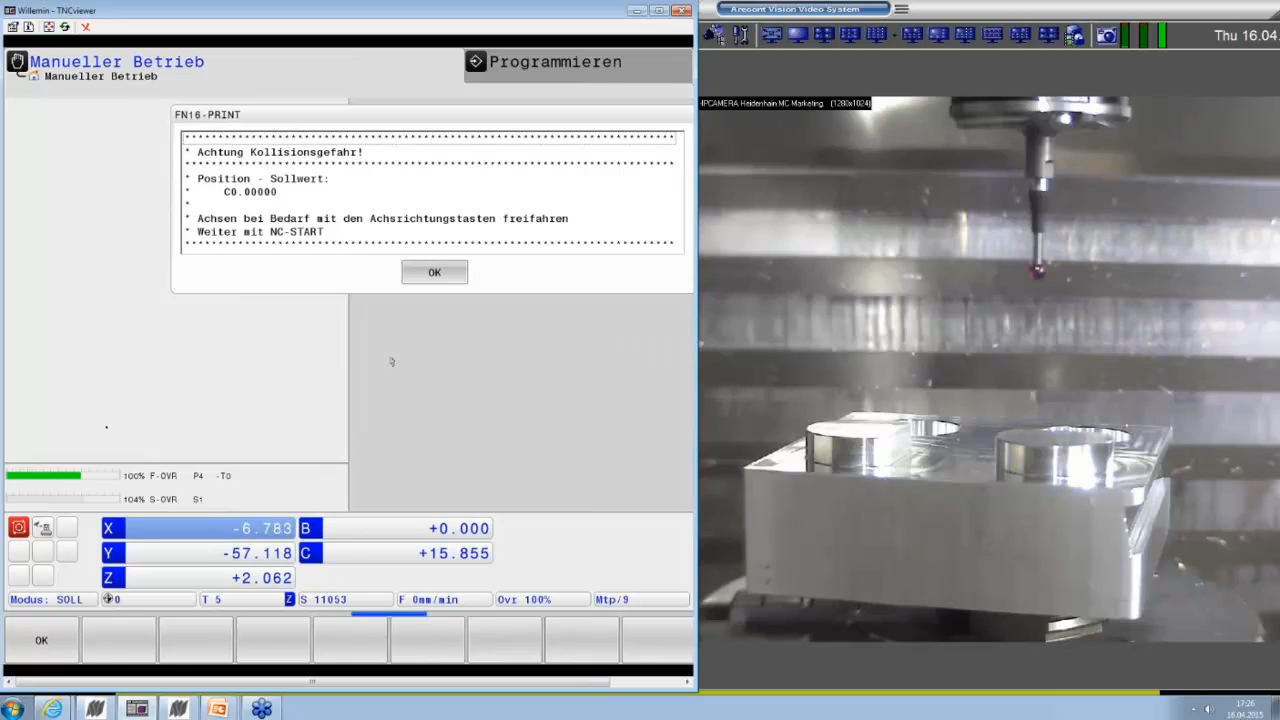 Willemin - TNCviewer
Arecont Vision Video System
Manueller Betrieb
Manueller Betrieb
Programmieren
Thu 16.04.
FN16-PRINT
****************************************************************************
* Achtung Kollisionsgefahr!
****************************************************************************
* Position - Sollwert:
* C0.00000
*
* Achsen bei Bedarf mit den Achsrichtungstasten freifahren
* Weiter mit NC-START
****************************************************************************
OK
HPCAMERA Heidenhain MC Marketing (1280x1024)
100% F-OVR P4 -T0
104% S-OVR S1
X -6.783 B +0.000
Y -57.118 C +15.855
Z +2.062
Modus: SOLL 0 T 5 Z S 11053 F 0mm/min Ovr 100% Mtp/9
OK
17:26
16.04.2015